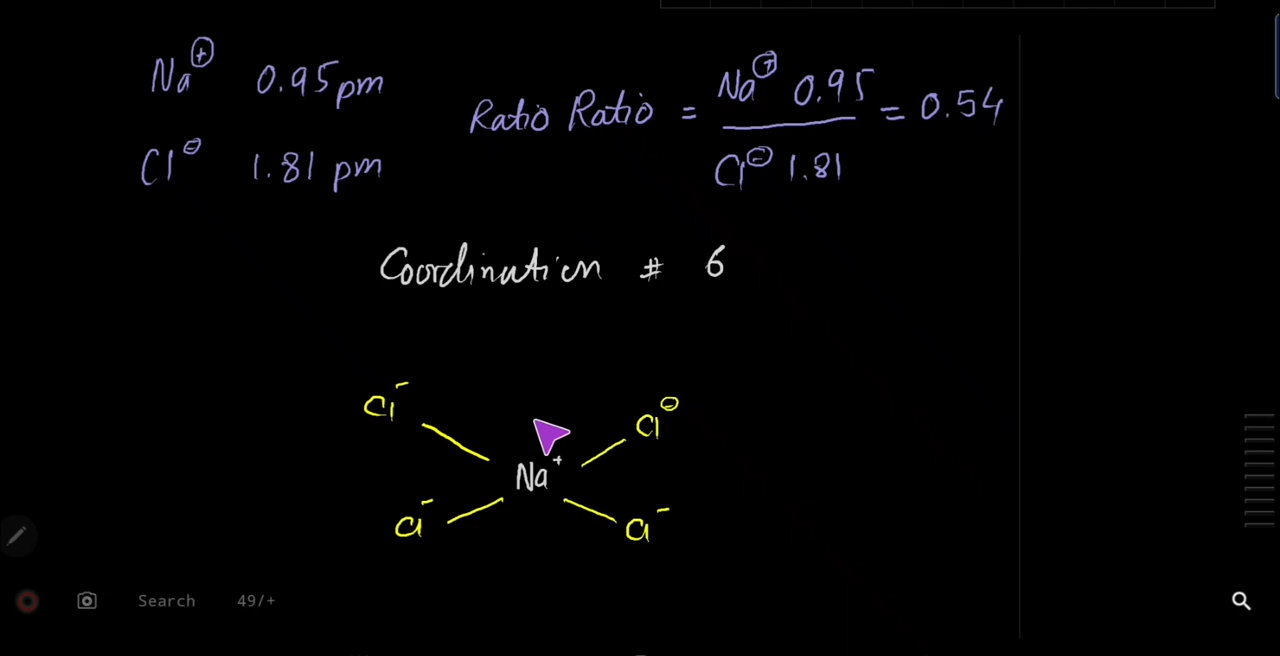 Na⊕ 0.95 pm
Cl⊖ 1.81 pm
Ratio Ratio = Na⊕ 0.95 / Cl⊖ 1.81 = 0.54
Coordination # 6
Cl⁻ Cl⊖
Na⁺
Cl⁻ Cl⁻
Search 49/+